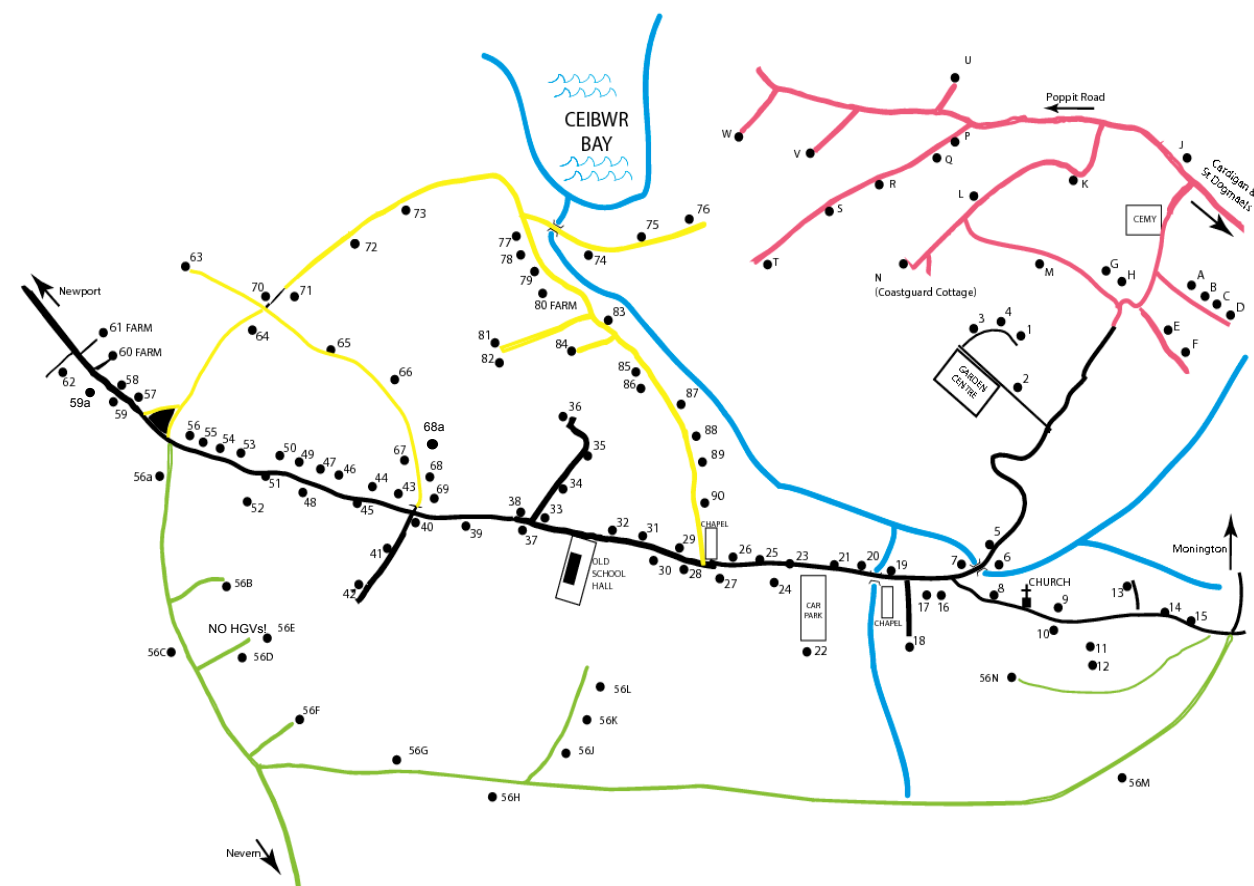 U
Poppit Road
CEIBWR
BAY
W
V
P
Q
J
Cardigan &
St Dogmaels
R
K
L
S
CEMY
T
N
(Coastguard Cottage)
M
G
H
A
B
C
D
E
F
73
72
76
75
74
77
78
79
80 FARM
63
70
71
Newport
64
61 FARM
60 FARM
62
59a
58
59
57
65
66
81
82
83
84
85
86
87
88
89
90
3
4
1
2
GARDEN
CENTRE
36
35
34
33
68a
67
68
69
56
55
54
53
50
49
47
46
44
43
56a
51
52
48
45
40
41
42
39
38
37
32
31
30
29
28
CHAPEL
27
26
25
24
23
21
20
19
OLD
SCHOOL
HALL
CAR
PARK
22
CHAPEL
17
16
18
7
5
6
8
CHURCH
9
10
11
12
13
14
15
Monington
56B
NO HGVs!
56E
56C
56D
56F
56G
56H
56L
56K
56J
56N
56M
Nevern